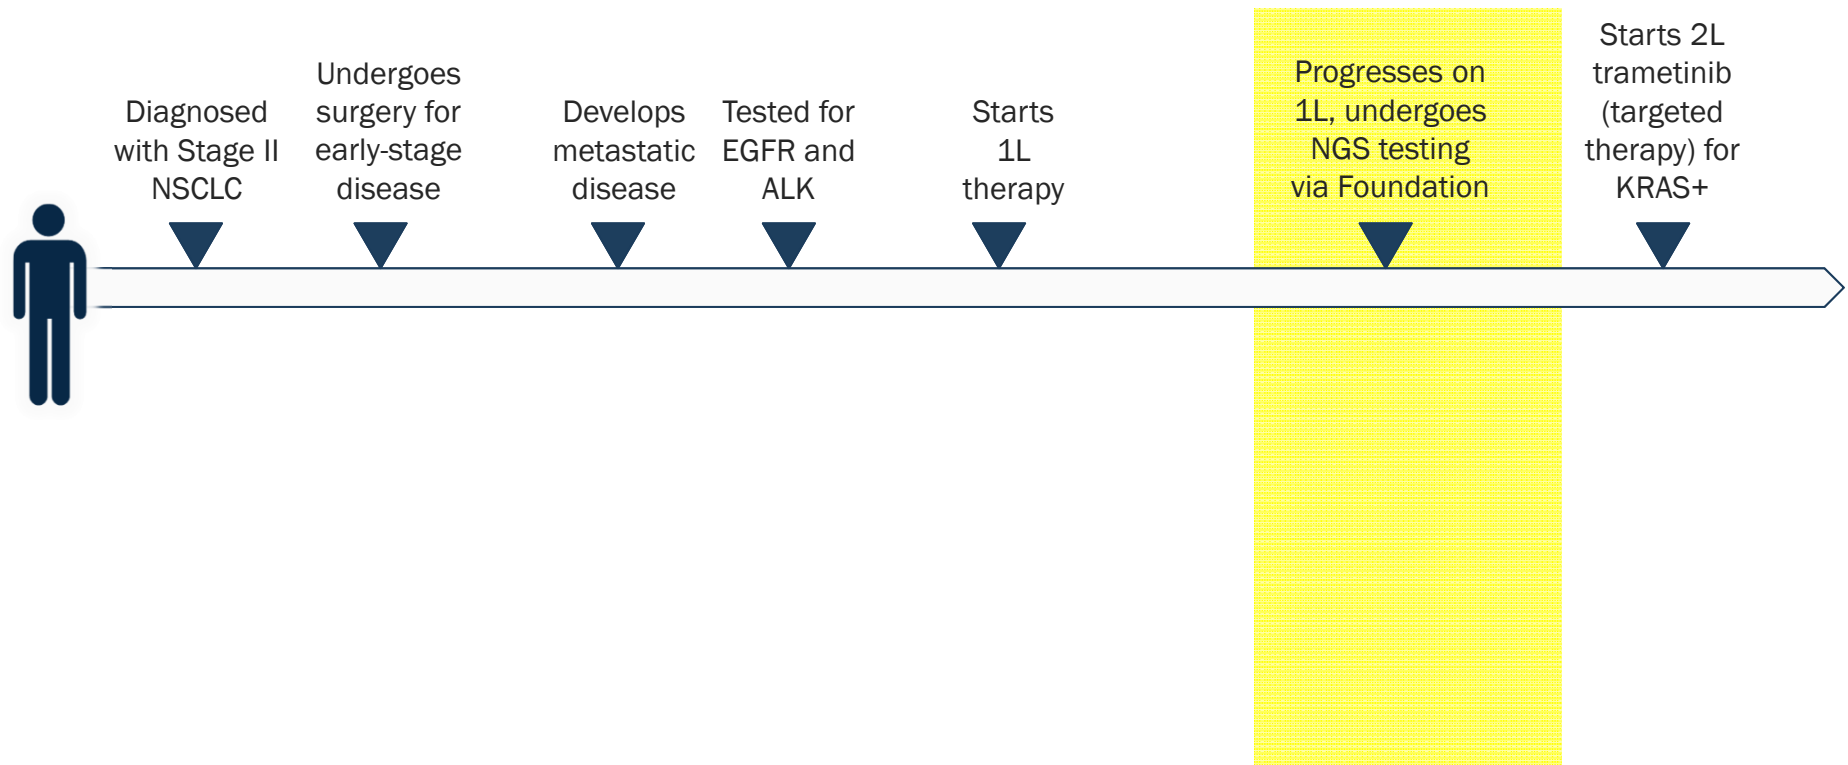 Diagnosed
with Stage II
NSCLC
Undergoes
surgery for
early-stage
disease
Develops
metastatic
disease
Tested for
EGFR and
ALK
Starts
1L
therapy
Progresses on
1L, undergoes
NGS testing
via Foundation
Starts 2L
trametinib
(targeted
therapy) for
KRAS+